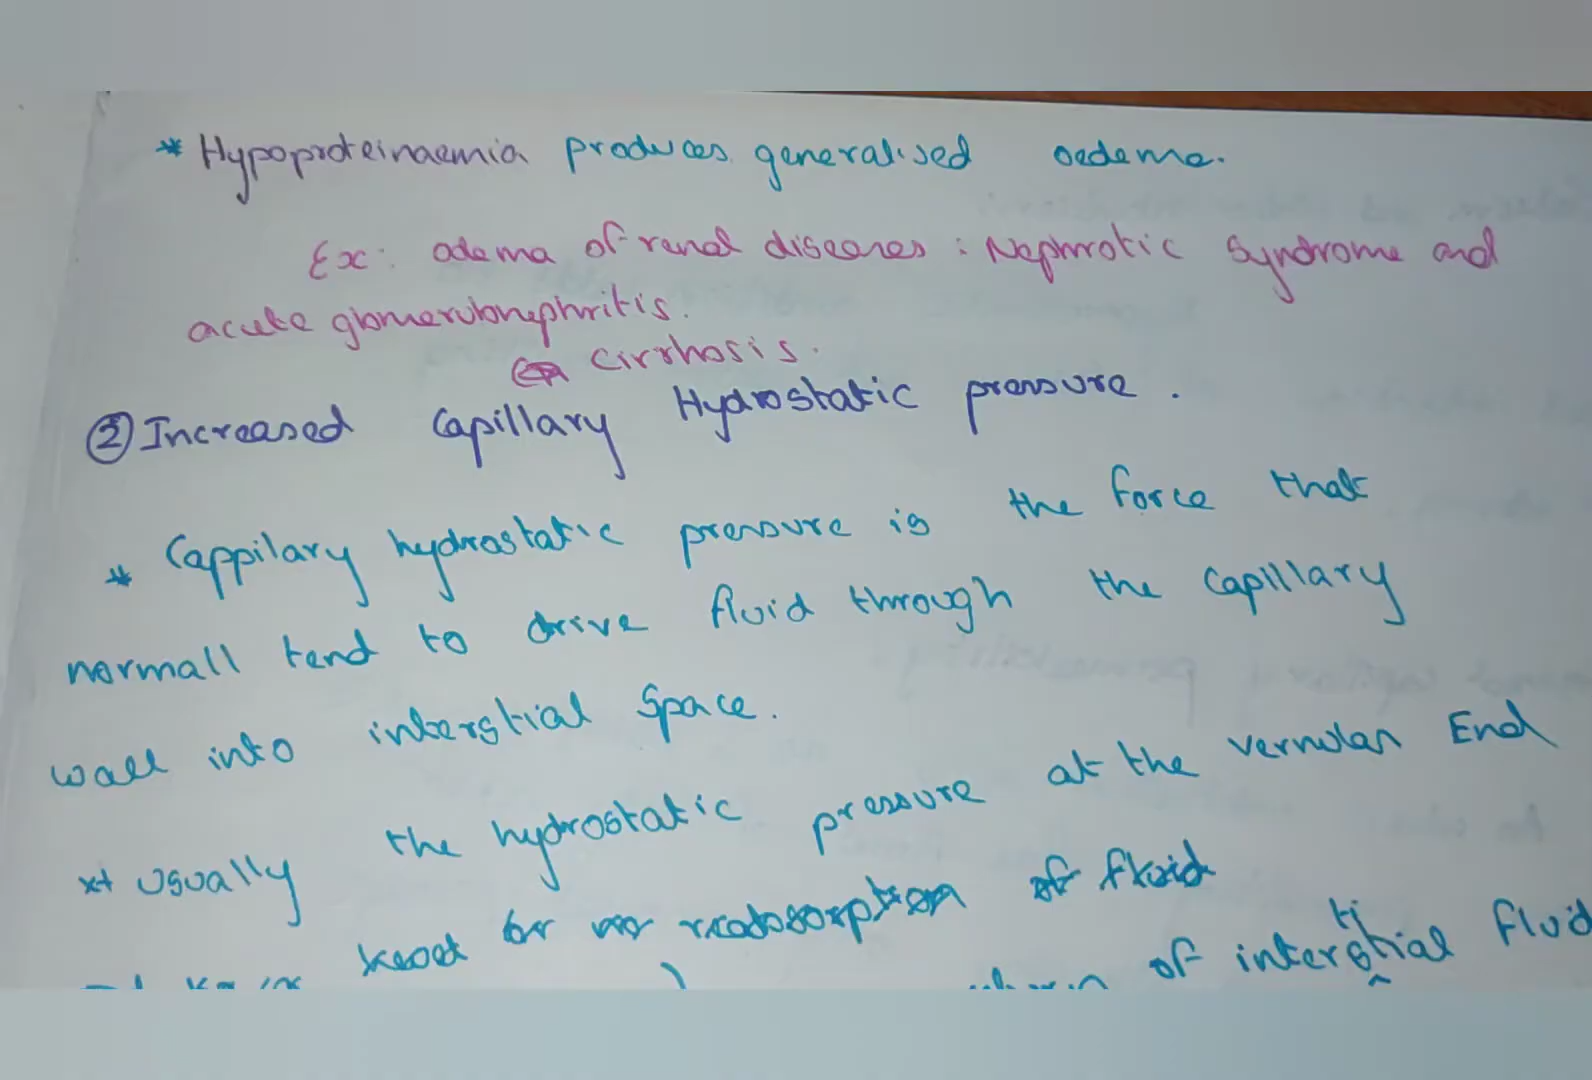 * Hypoproteinaemia produces generalised oedema.
Ex: odema of renal diseases : Nephrotic Syndrome and
acute glomerulonephritis.
cirrhosis.
② Increased Capillary Hydrostatic pressure.
* Cappilary hydrostatic pressure is the force that
normall tend to drive fluid through the Capillary
wall into interstial Space.
** Usually the hydrostatic pressure at the vernular End
of fluid
of interstitial fluid